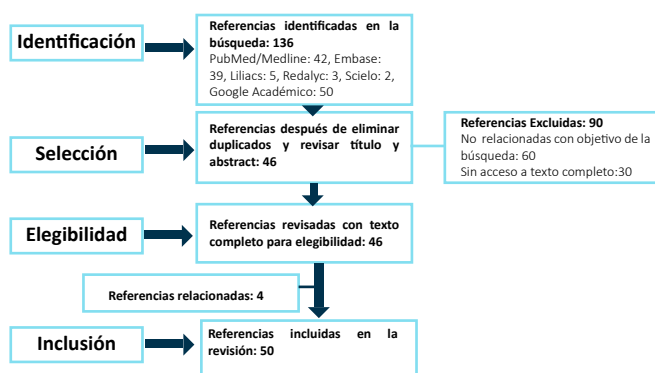 Identificación
Referencias identificadas en la
búsqueda: 136
PubMed/Medline: 42, Embase:
39, Liliacs: 5, Redalyc: 3, Scielo: 2,
Google Académico: 50
Selección
Referencias después de eliminar
duplicados y revisar título y
abstract: 46
Referencias Excluidas: 90
No relacionadas con objetivo de la
búsqueda: 60
Sin acceso a texto completo:30
Elegibilidad
Referencias revisadas con texto
completo para elegibilidad: 46
Referencias relacionadas: 4
Inclusión
Referencias incluidas en la
revisión: 50